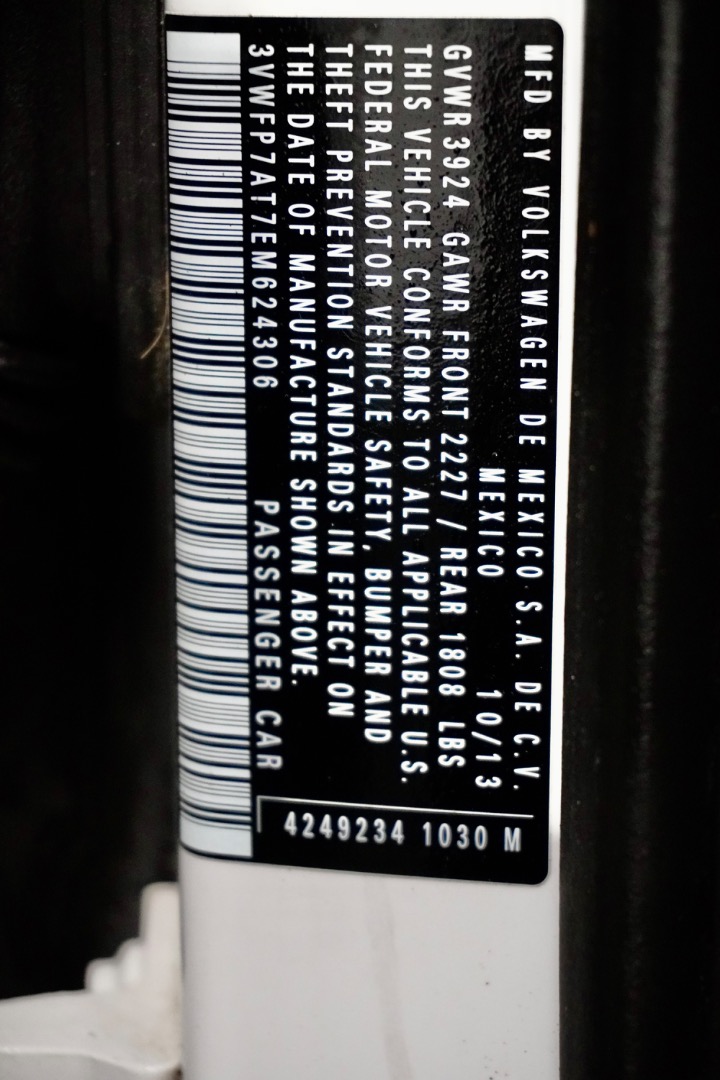 MFD BY VOLKSWAGEN DE MEXICO S.A. DE C.V.
MEXICO 10/13
GVWR 3924 GAWR FRONT 2227 / REAR 1808 LBS
THIS VEHICLE CONFORMS TO ALL APPLICABLE U.S.
FEDERAL MOTOR VEHICLE SAFETY, BUMPER AND
THEFT PREVENTION STANDARDS IN EFFECT ON
THE DATE OF MANUFACTURE SHOWN ABOVE.
3VWFP7AT7EM624306 PASSENGER CAR
4249234 1030 M